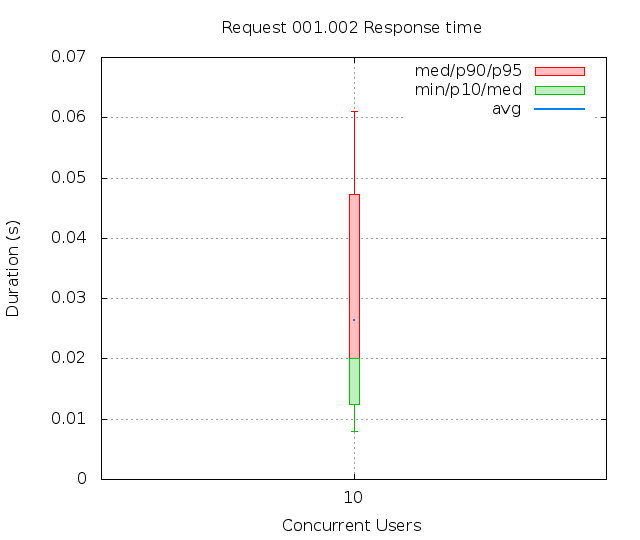 Request 001.002 Response time
0.07
med/p90/p95
min/p10/med
avg
0.06
0.05
0.04
0.03
0.02
0.01
0
Duration (s)
10
Concurrent Users